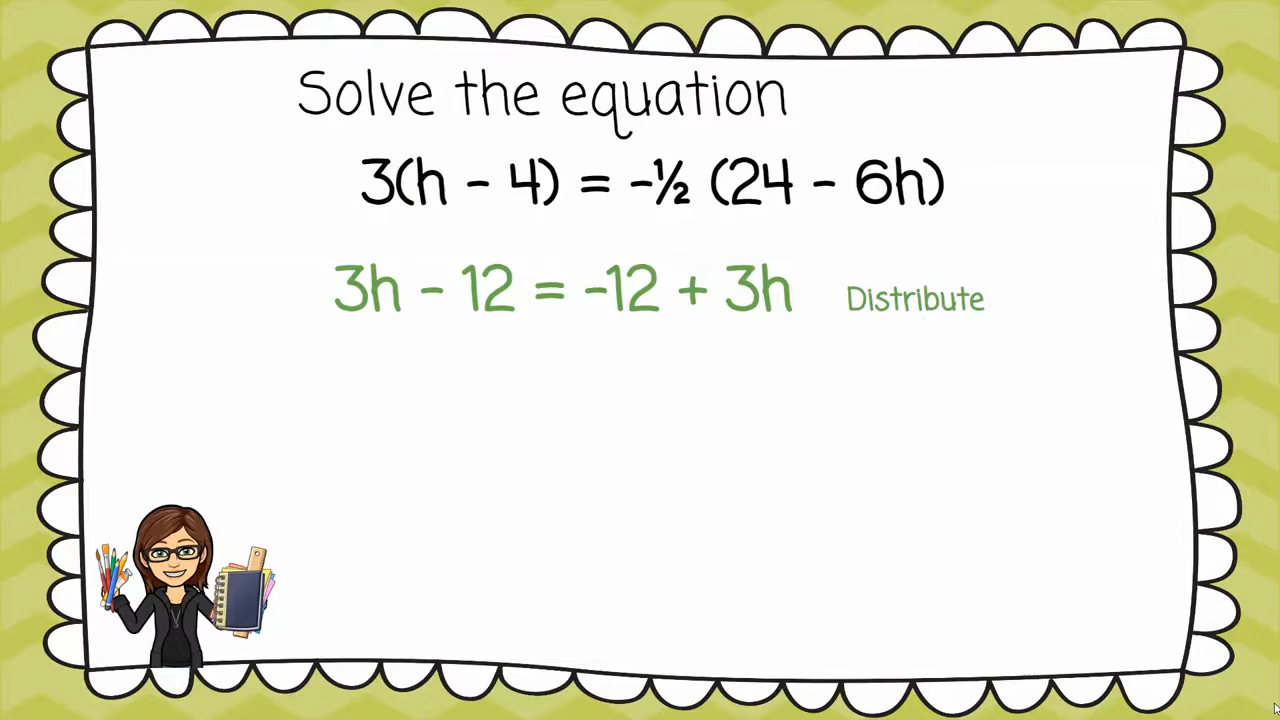 Solve the equation
3(h - 4) = -½ (24 - 6h)
3h - 12 = -12 + 3h Distribute